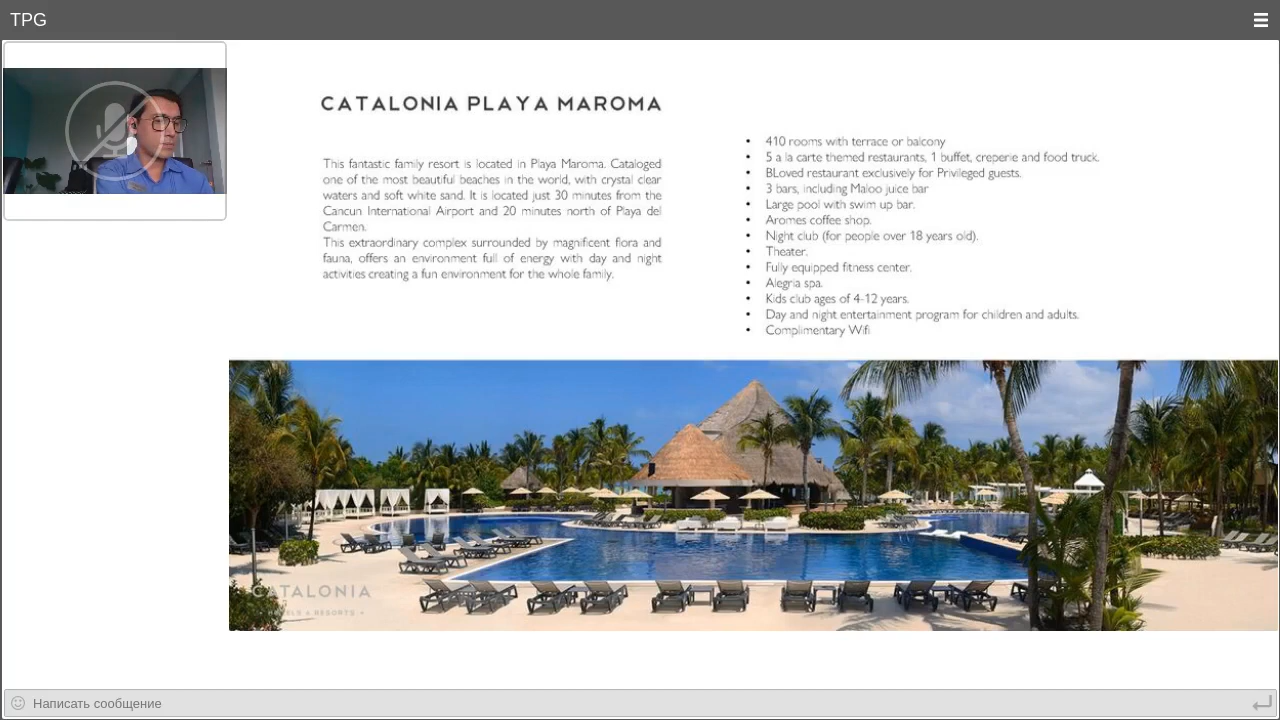 TPG
CATALONIA PLAYA MAROMA
This fantastic family resort is located in Playa Maroma. Cataloged
one of the most beautiful beaches in the world, with crystal clear
waters and soft white sand. It is located just 30 minutes from the
Cancun International Airport and 20 minutes north of Playa del
Carmen.
This extraordinary complex surrounded by magnificent flora and
fauna, offers an environment full of energy with day and night
activities creating a fun environment for the whole family.
• 410 rooms with terrace or balcony
• 5 a la carte themed restaurants, 1 buffet, creperie and food truck.
• BLoved restaurant exclusively for Privileged guests.
• 3 bars, including Maloo juice bar
• Large pool with swim up bar.
• Aromes coffee shop.
• Night club (for people over 18 years old).
• Theater.
• Fully equipped fitness center.
• Alegria spa.
• Kids club ages of 4-12 years.
• Day and night entertainment program for children and adults.
• Complimentary Wifi
CATALONIA
HOTELS & RESORTS
Написать сообщение